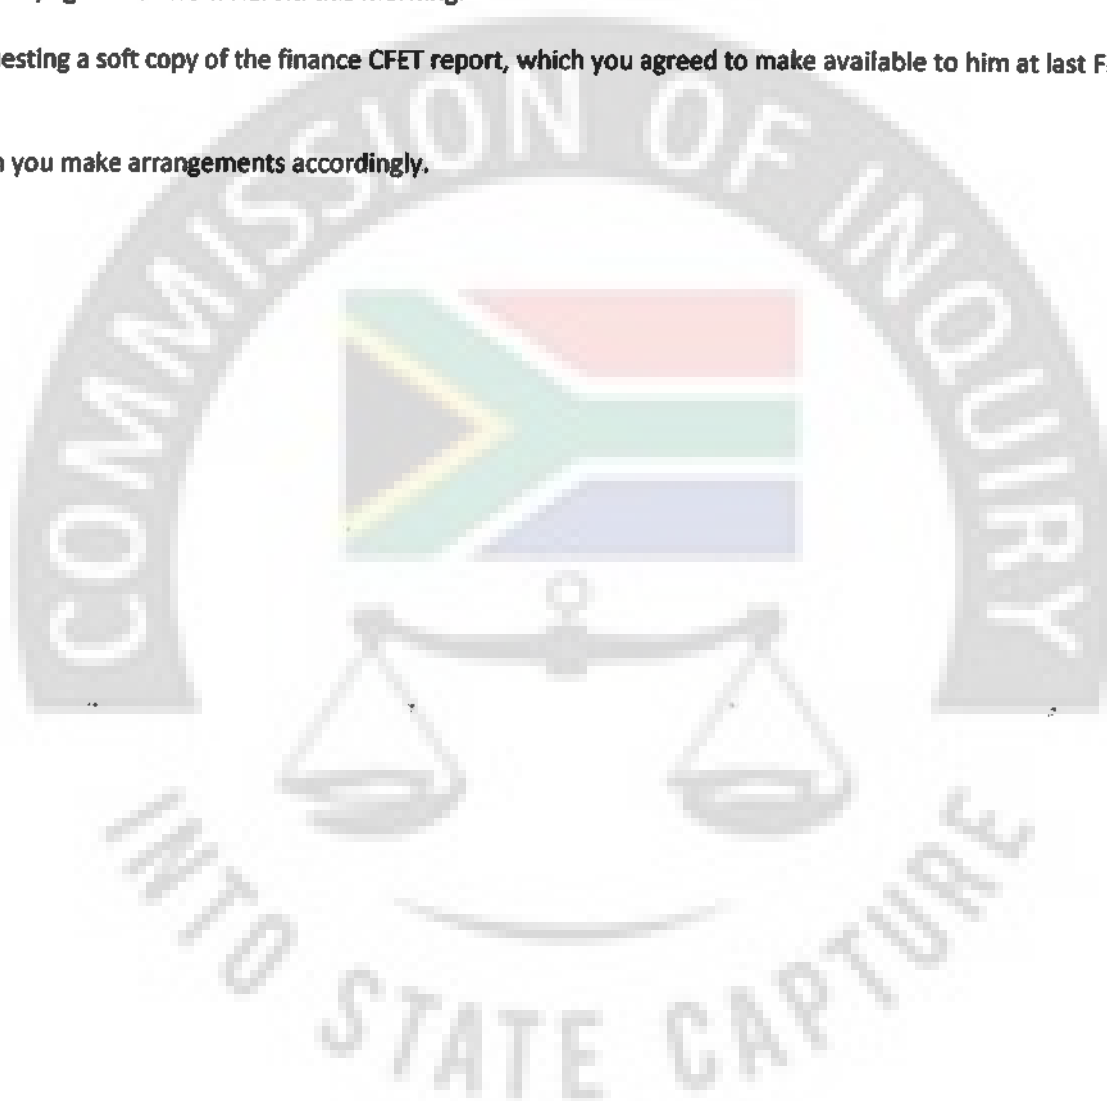 esting a soft copy of the finance CFET report, which you agreed to make available to him at last F
you make arrangements accordingly.
COMMISSION OF INQUIRY
INTO STATE CAPTURE